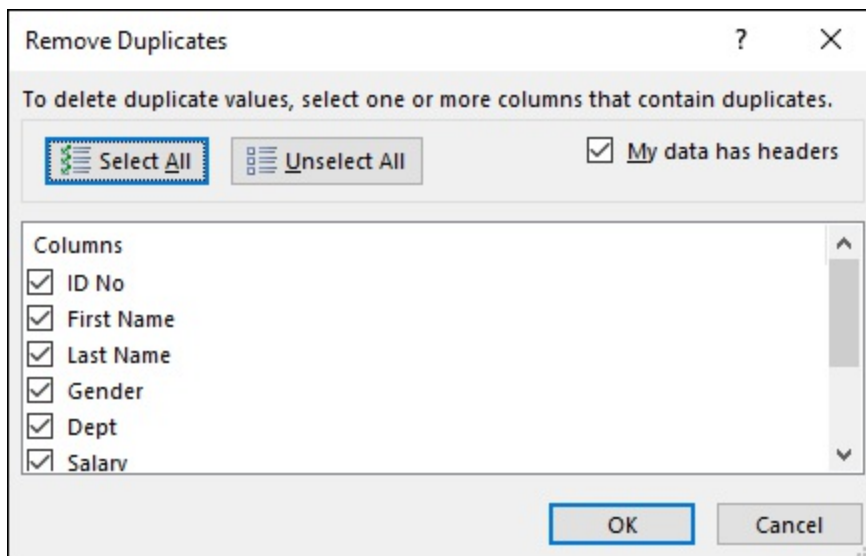 Remove Duplicates
?
To delete duplicate values, select one or more columns that contain duplicates.
Select All
Unselect All
My data has headers
Columns
ID No
First Name
Last Name
Gender
Dept
Salary
OK
Cancel